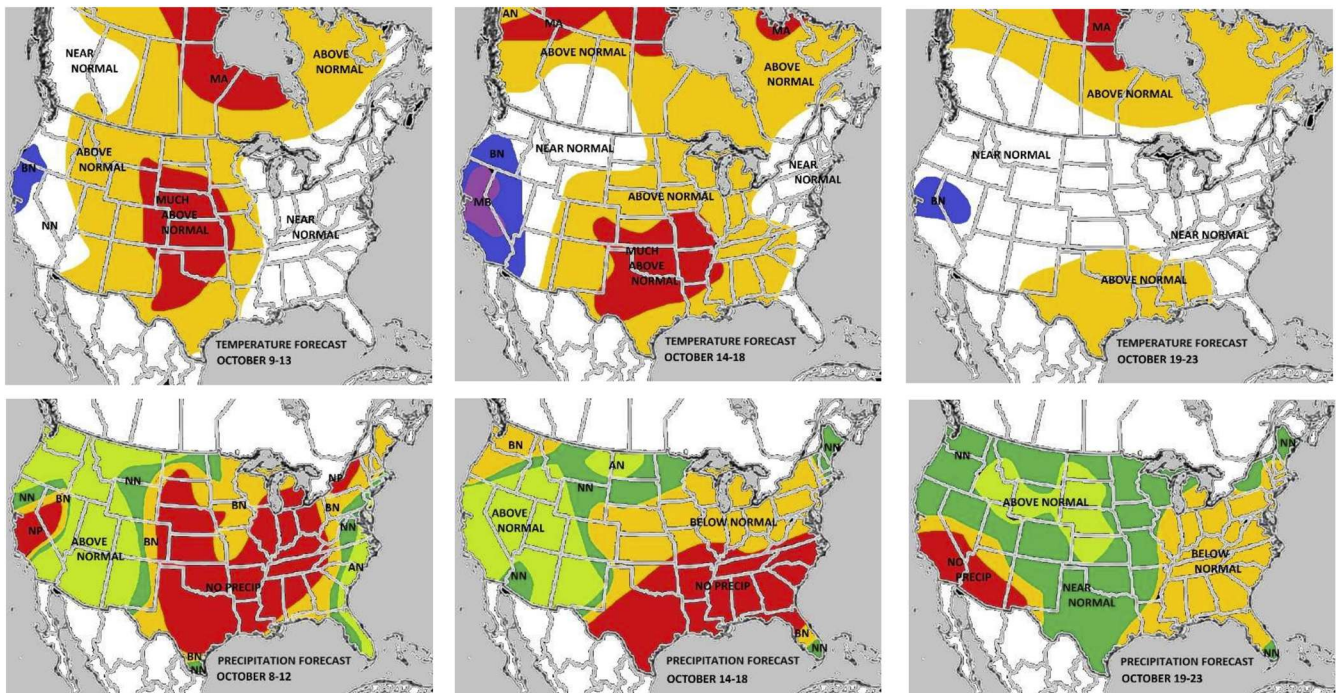 NEAR
NORMAL
MA
ABOVE
NORMAL
BN
ABOVE
NORMAL
MUCH
ABOVE
NORMAL
NN
NEAR
NORMAL
TEMPERATURE FORECAST
OCTOBER 9-13
AN
MA
MA
ABOVE NORMAL
ABOVE
NORMAL
BN
NEAR NORMAL
NEAR
NORMAL
MB
ABOVE NORMAL
MUCH
ABOVE
NORMAL
TEMPERATURE FORECAST
OCTOBER 14-18
MA
ABOVE NORMAL
NEAR NORMAL
BN
NEAR NORMAL
ABOVE NORMAL
TEMPERATURE FORECAST
OCTOBER 19-23
NN
BN
NN
BN
NP
BN
NN
NP
ABOVE
NORMAL
BN
AN
NO PRECIP
BN
NN
PRECIPITATION FORECAST
OCTOBER 8-12
BN
AN
NN
NN
ABOVE
NORMAL
BELOW NORMAL
NN
NO PRECIP
BN
NN
PRECIPITATION FORECAST
OCTOBER 14-18
NN
NN
ABOVE NORMAL
NO
PRECIP
BELOW
NORMAL
NEAR
NORMAL
NN
PRECIPITATION FORECAST
OCTOBER 19-23